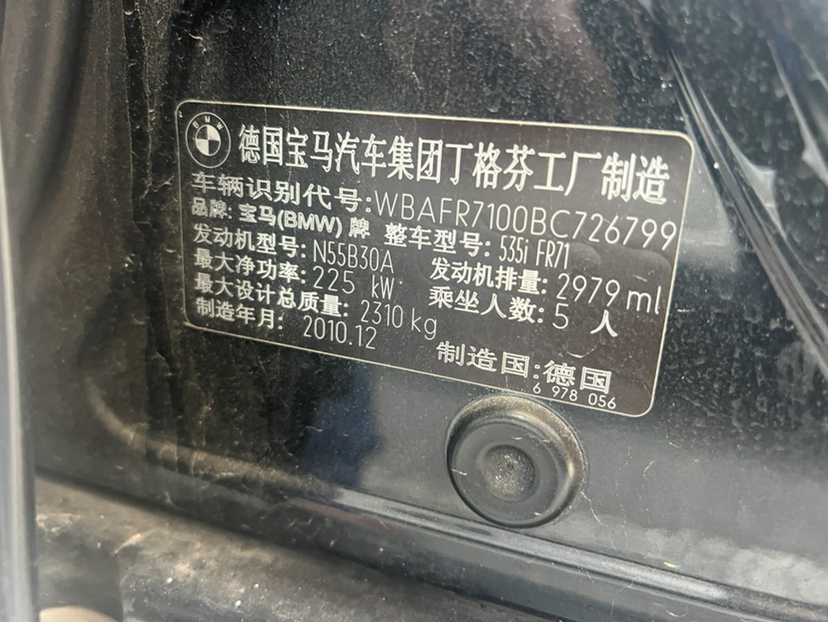 BMW
德国宝马汽车集团丁格芬工厂制造
车辆识别代号:WBAFR7100BC726799
品牌: 宝马(BMW) 牌 整车型号: 535i FR71
发动机型号: N55B30A 发动机排量: 2979 ml
最大净功率: 225 kW 乘坐人数: 5 人
最大设计总质量: 2310 kg
制造年月: 2010.12 制造国: 德国
6 978 056